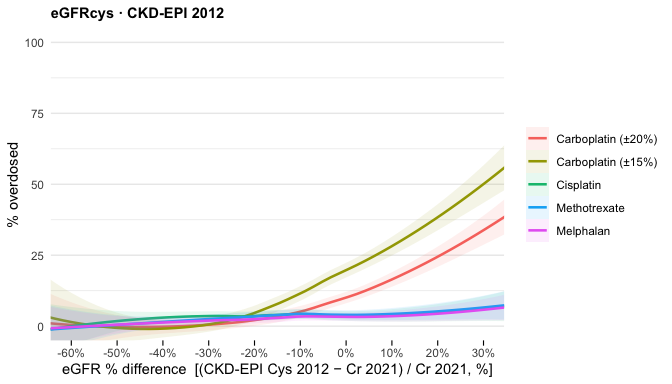 eGFRcys · CKD-EPI 2012
100
75
50
25
0
% overdosed
-60% -50% -40% -30% -20% -10% 0% 10% 20% 30%
eGFR % difference [(CKD-EPI Cys 2012 − Cr 2021) / Cr 2021, %]
Carboplatin (±20%)
Carboplatin (±15%)
Cisplatin
Methotrexate
Melphalan